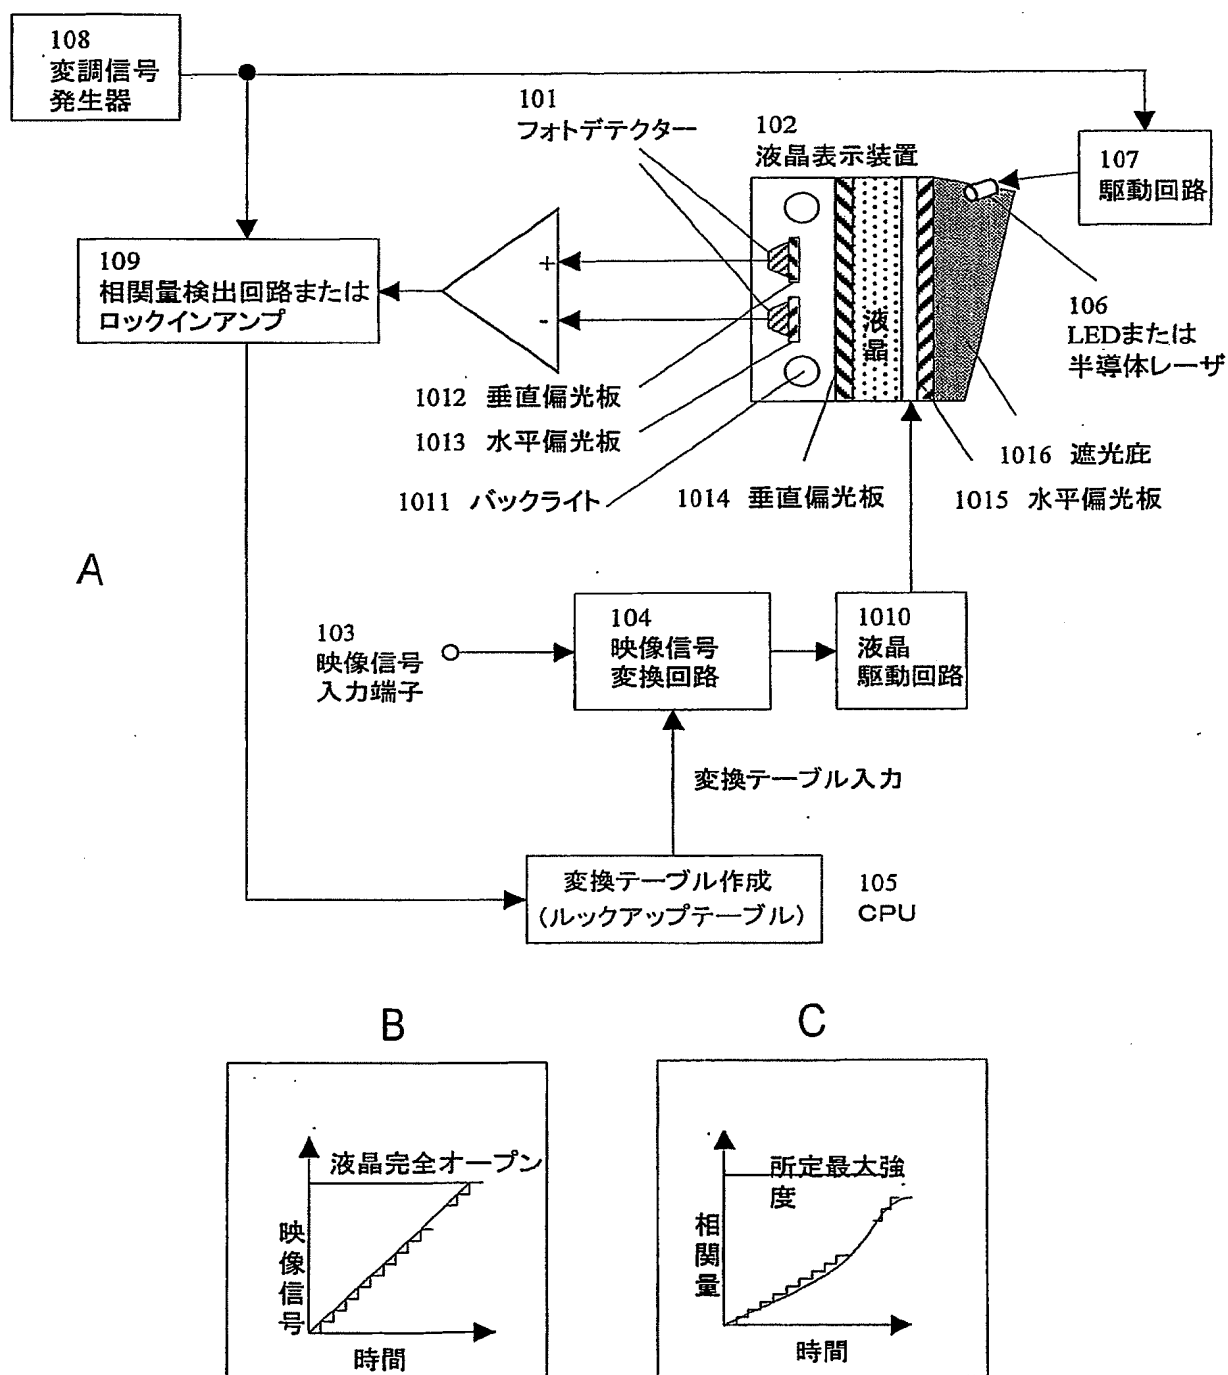 108
変調信号
発生器
101
フォトデテクター
102
液晶表示装置
107
駆動回路
109
相関量検出回路または
ロックインアンプ
+
-
液
晶
106
LEDまたは
半導体レーザ
1012 垂直偏光板
1013 水平偏光板
1011 バックライト
1014 垂直偏光板
1016 遮光庇
1015 水平偏光板
A
103
映像信号
入力端子
104
映像信号
変換回路
1010
液晶
駆動回路
変換テーブル入力
変換テーブル作成
(ルックアップテーブル)
105
CPU
B
液晶完全オープン
映像信号
時間
C
所定最大強
度
相関量
時間